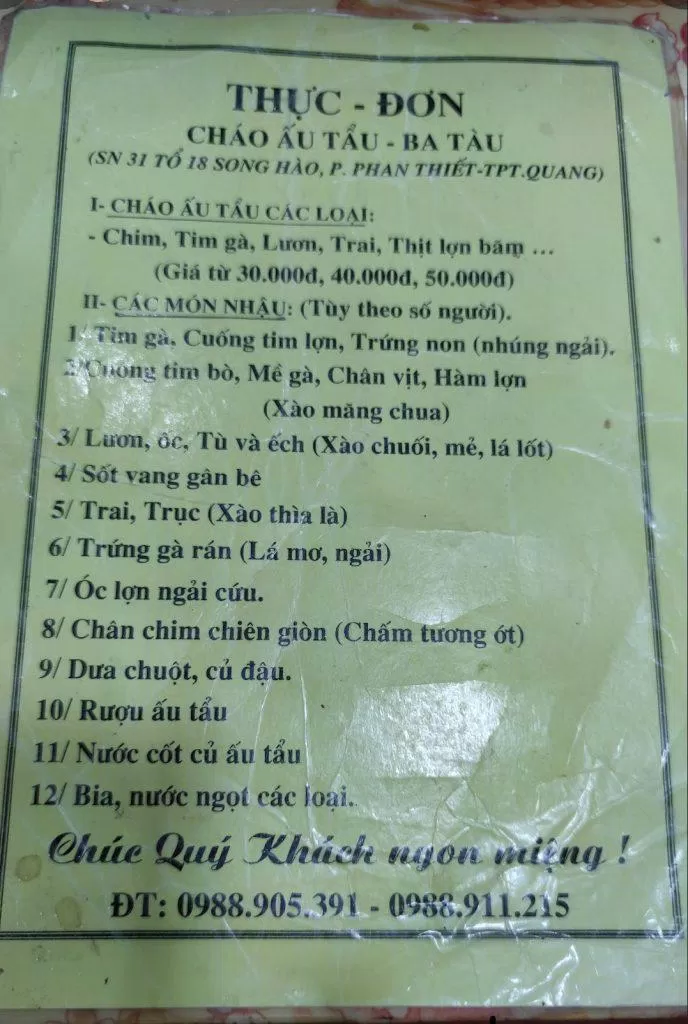 THỰC - ĐƠN
CHÁO ẤU TẨU - BA TÀU
(SN 31 TỔ 18 SONG HÀO, P. PHAN THIẾT-TPT.QUANG)
I- CHÁO ẤU TẨU CÁC LOẠI:
- Chim, Tim gà, Lươn, Trai, Thịt lợn băm ...
(Giá từ 30.000đ, 40.000đ, 50.000đ)
II- CÁC MÓN NHẬU: (Tùy theo số người).
1/ Tim gà, Cuống tim lợn, Trứng non (nhúng ngải).
2/ Cuống tim bò, Mề gà, Chân vịt, Hàm lợn
(Xào măng chua)
3/ Lươn, ốc, Tù và ếch (Xào chuối, mẻ, lá lốt)
4/ Sốt vang gân bê
5/ Trai, Trục (Xào thìa là)
6/ Trứng gà rán (Lá mơ, ngải)
7/ Óc lợn ngải cứu.
8/ Chân chim chiên giòn (Chấm tương ớt)
9/ Dưa chuột, củ đậu.
10/ Rượu ấu tẩu
11/ Nước cốt củ ấu tẩu
12/ Bia, nước ngọt các loại.
Chúc Quý Khách ngon miệng !
ĐT: 0988.905.391 - 0988.911.215